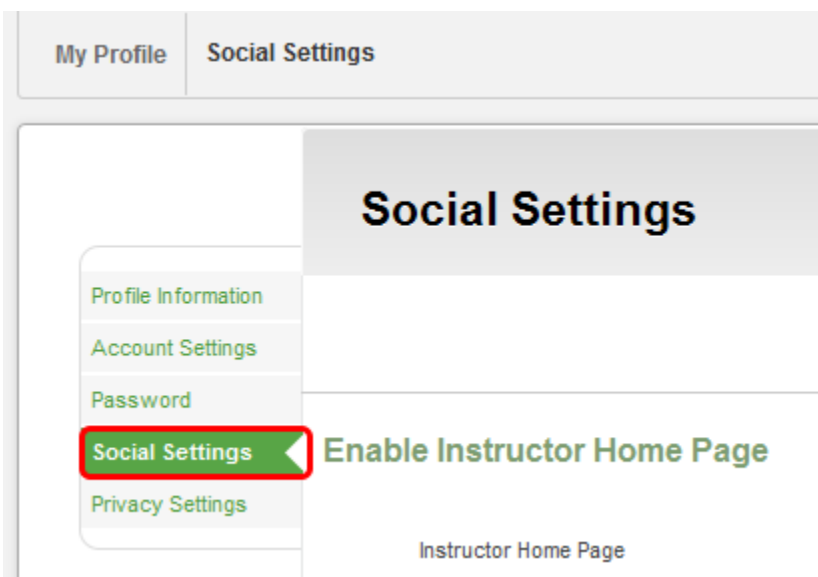 My Profile Social Settings
Social Settings
Profile Information
Account Settings
Password
Social Settings
Privacy Settings
Enable Instructor Home Page
Instructor Home Page